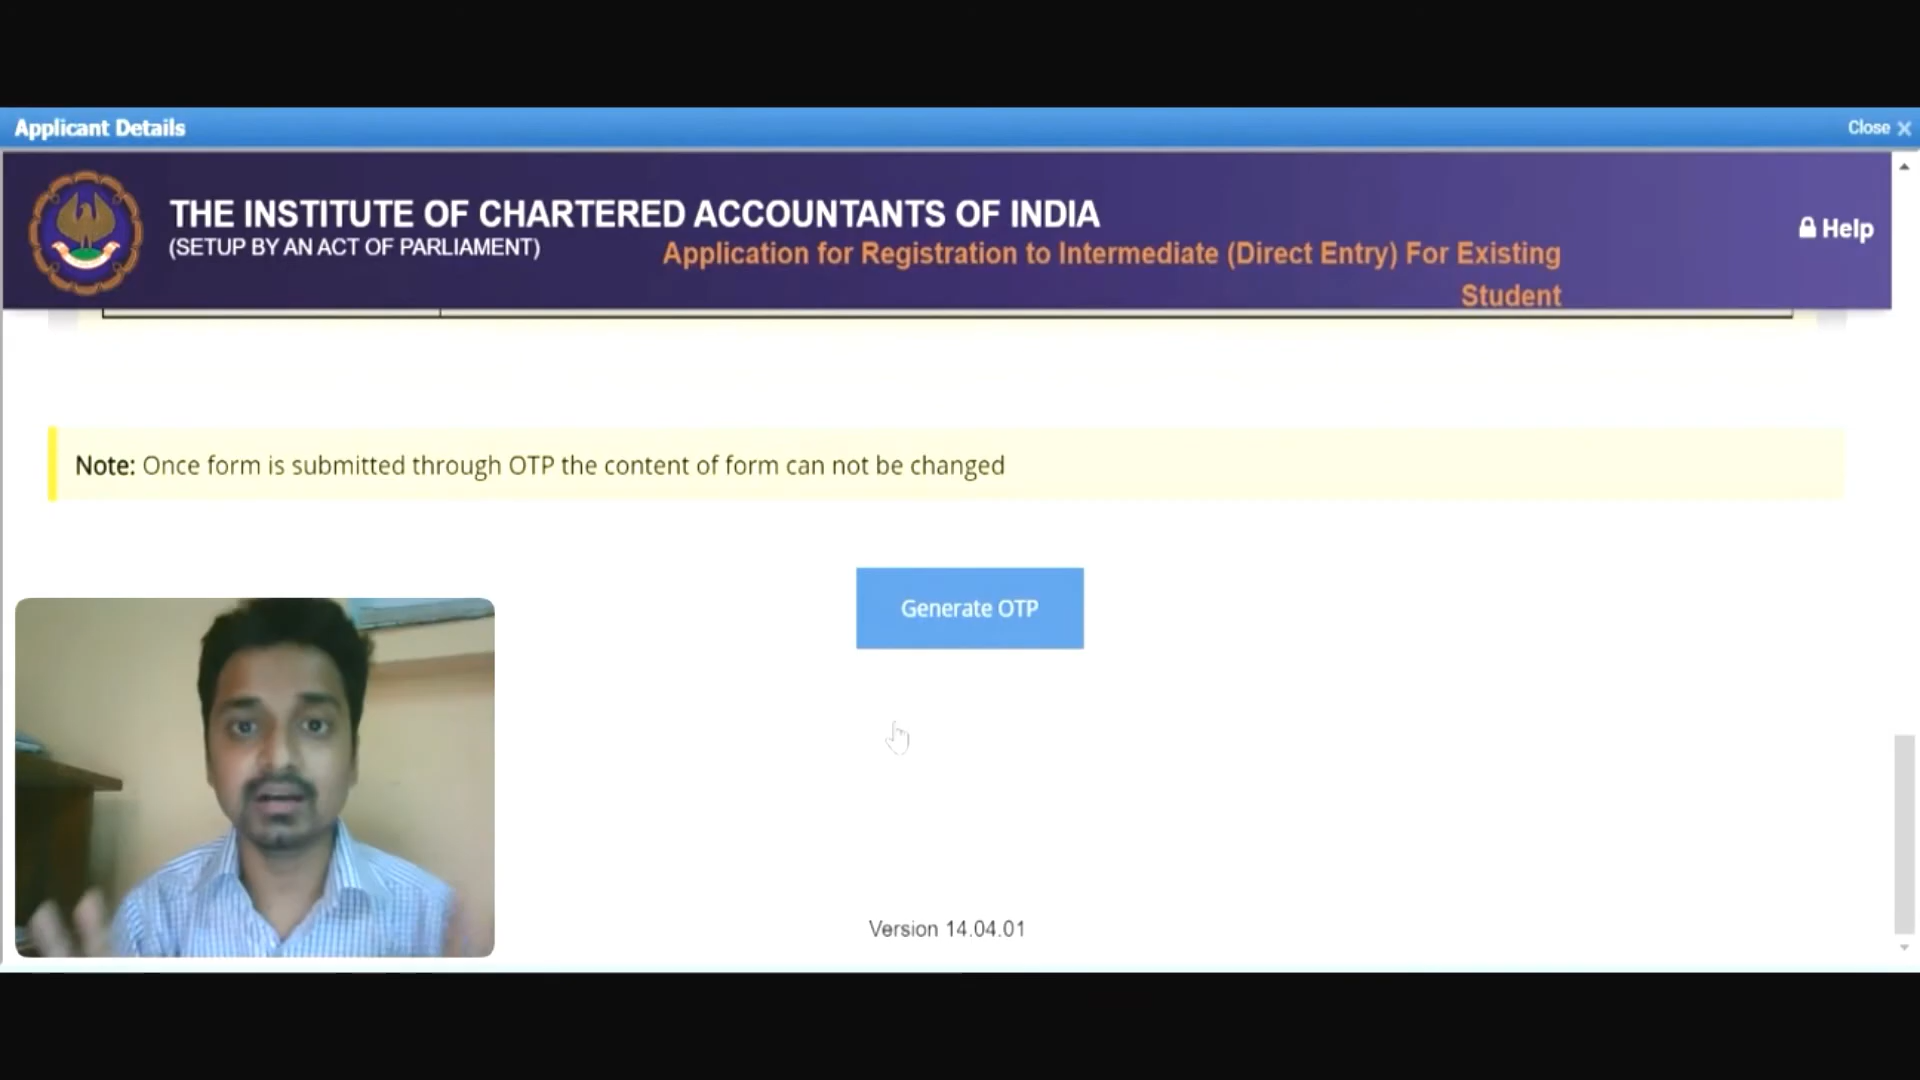 Applicant Details
Close
THE INSTITUTE OF CHARTERED ACCOUNTANTS OF INDIA
(SETUP BY AN ACT OF PARLIAMENT)
Application for Registration to Intermediate (Direct Entry) For Existing
Student
Help
Note: Once form is submitted through OTP the content of form can not be changed
Generate OTP
Version 14.04.01